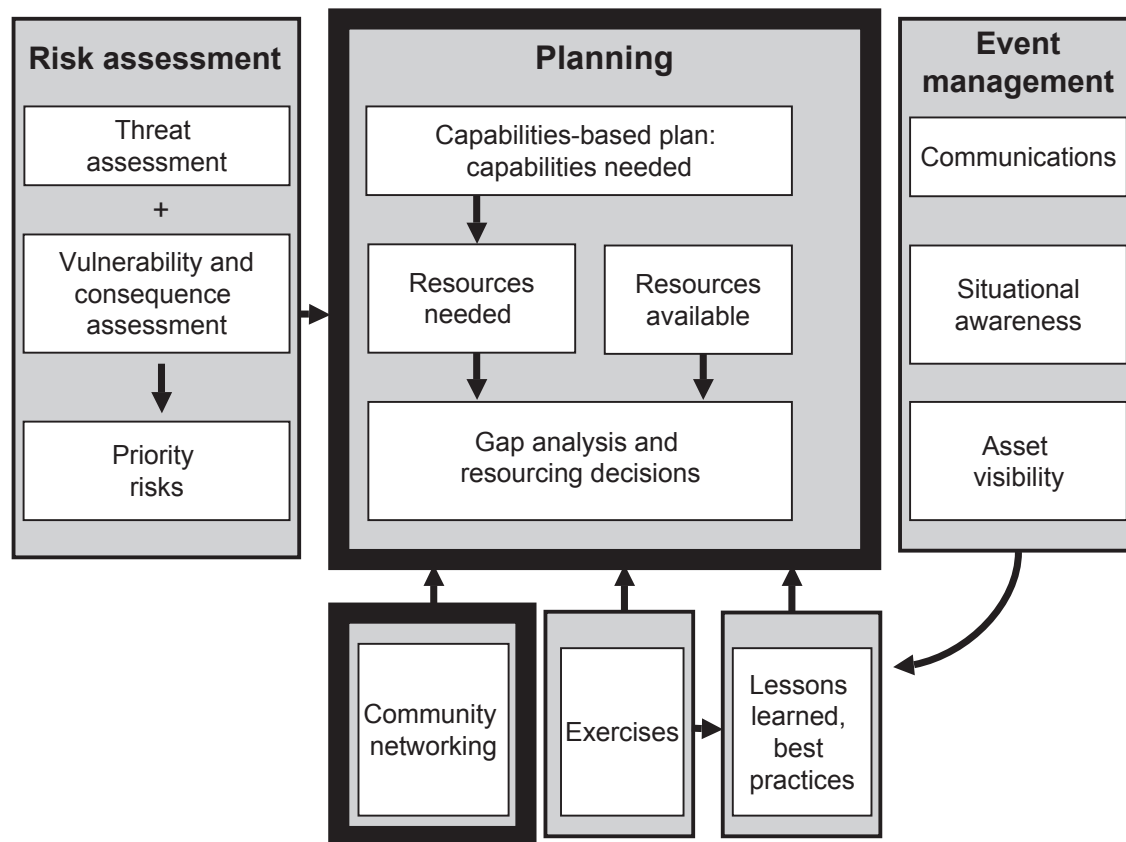 Risk assessment
Threat
assessment
+
Vulnerability and
consequence
assessment
Priority
risks
Planning
Capabilities-based plan:
capabilities needed
Resources
needed
Resources
available
Gap analysis and
resourcing decisions
Event
management
Communications
Situational
awareness
Asset
visibility
Community
networking
Exercises
Lessons
learned,
best
practices